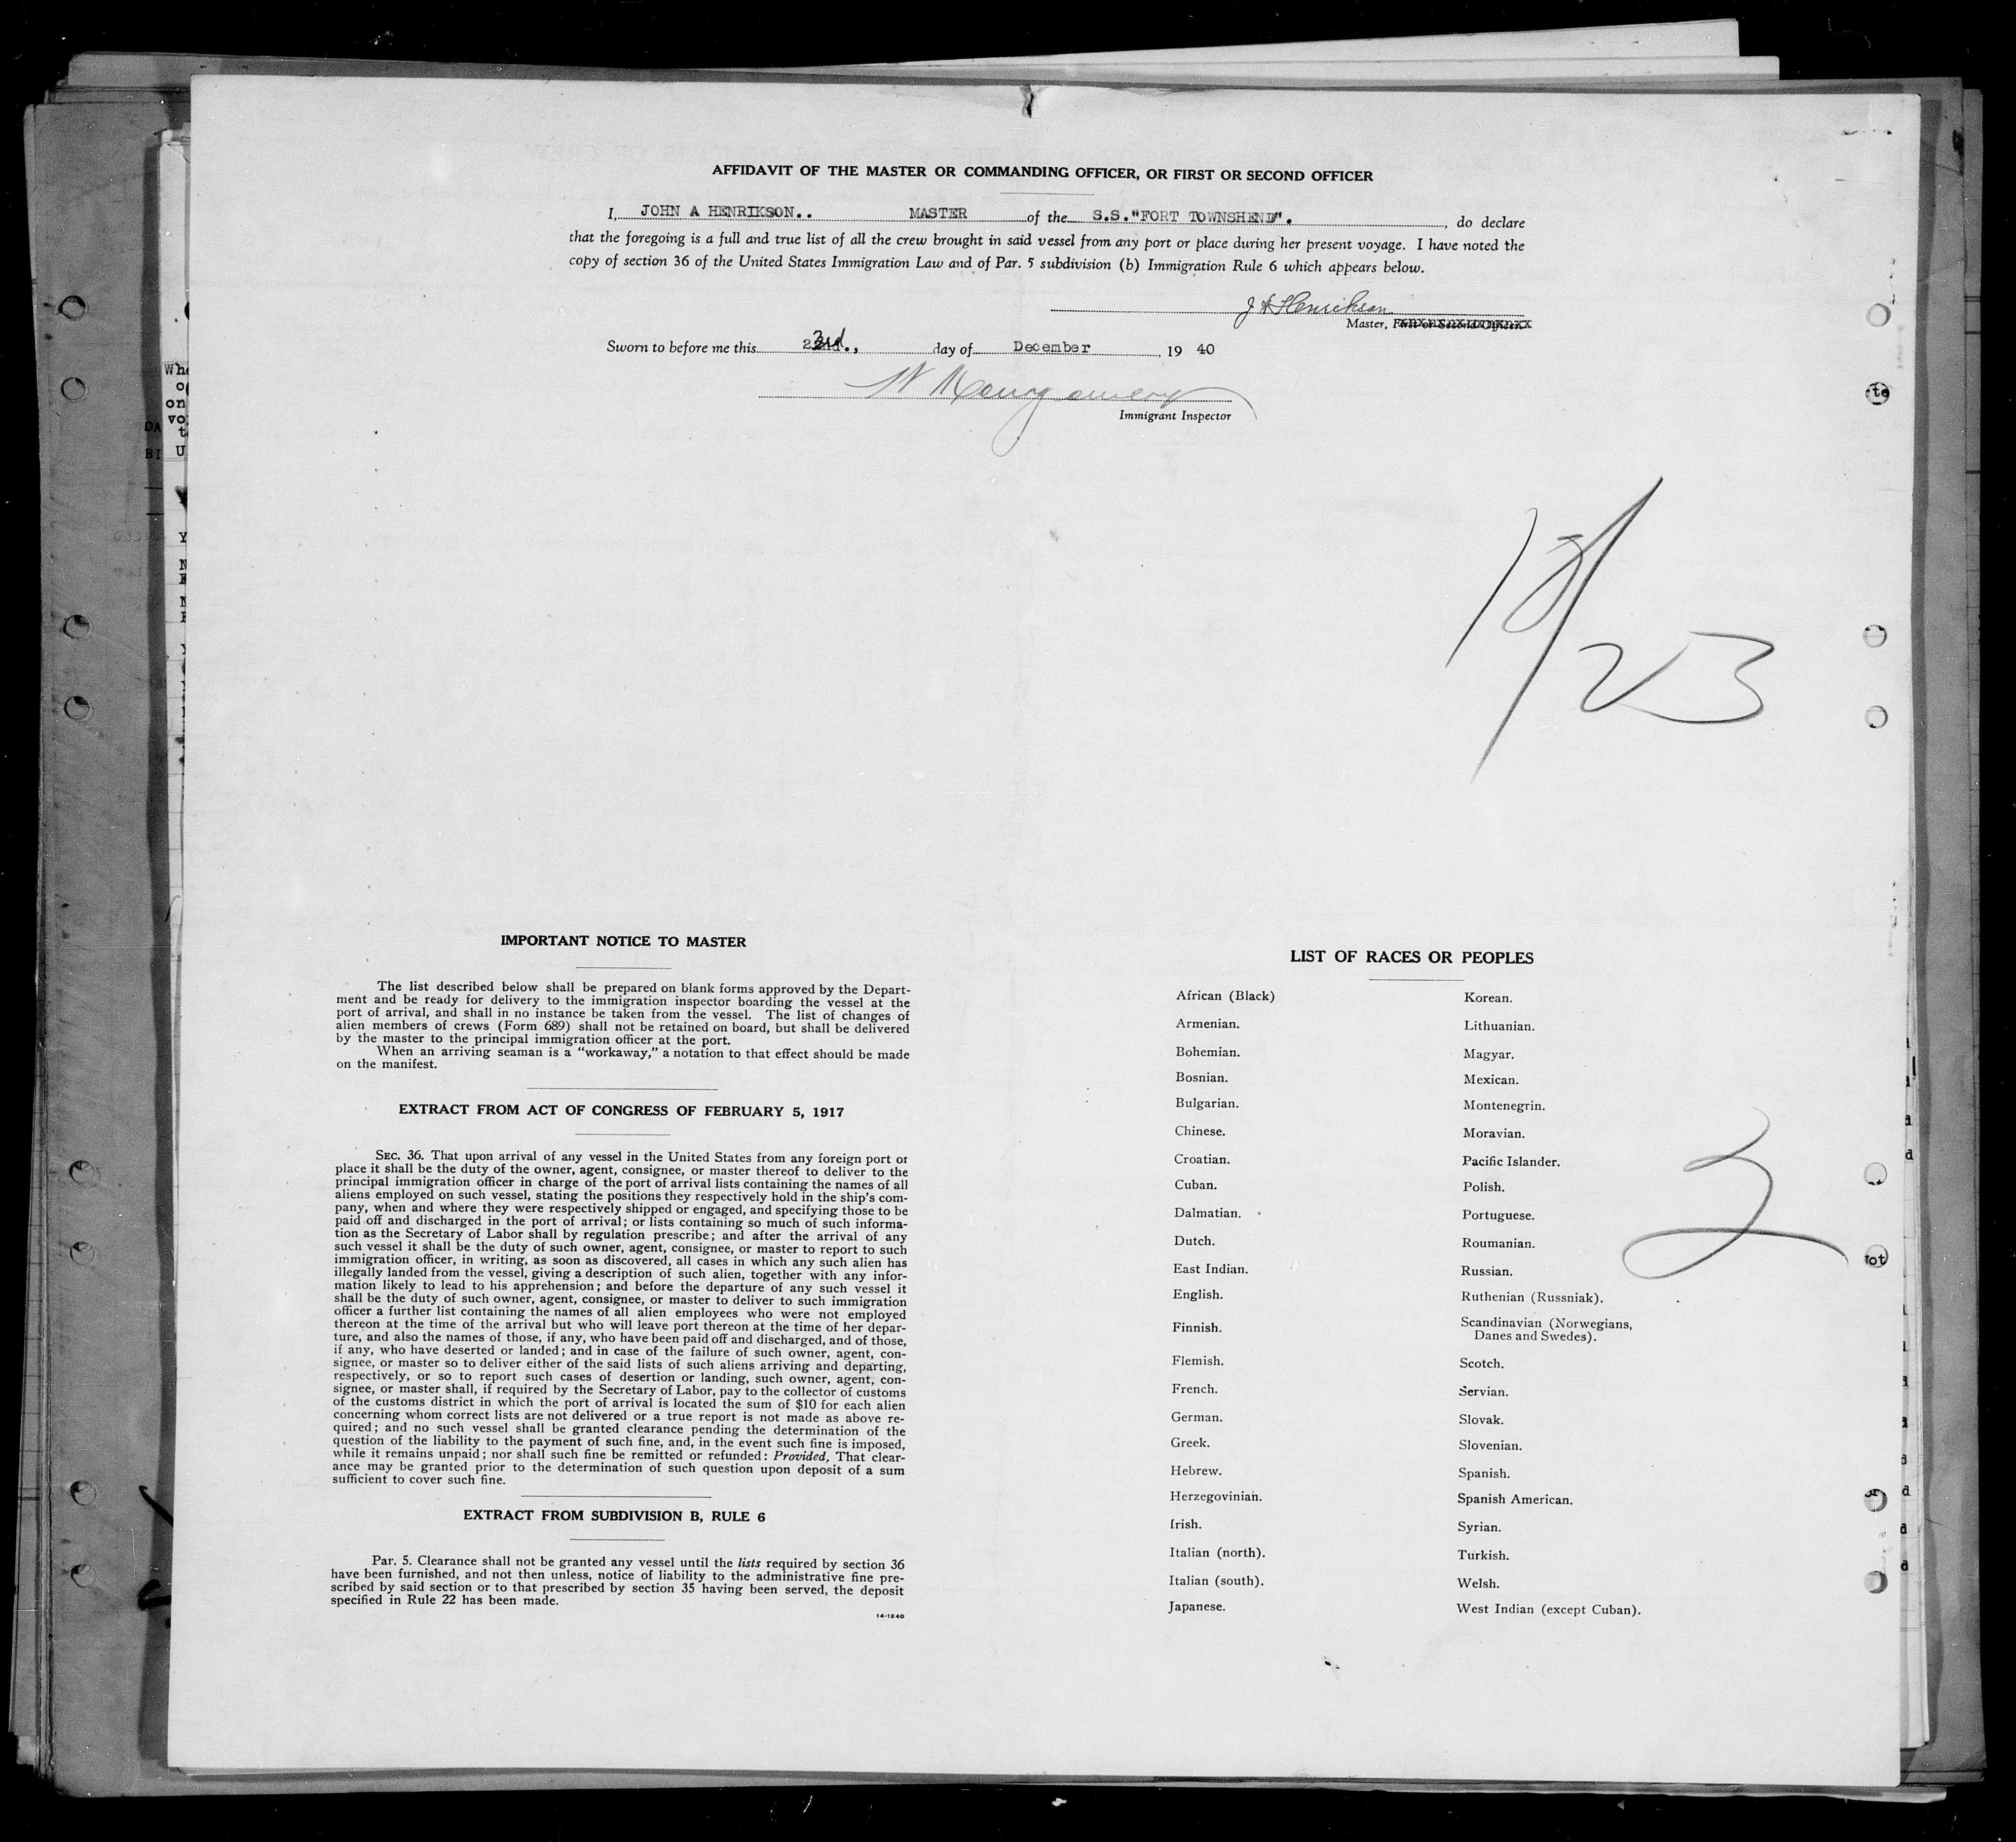 AFFIDAVIT OF THE MASTER OR COMMANDING OFFICER, OR FIRST OR SECOND OFFICER
I, JOHN A HENRIKSON.. MASTER of the S.S."FORT TOWNSHEND". , do declare
that the foregoing is a full and true list of all the crew brought in said vessel from any port or place during her present voyage. I have noted the
copy of section 36 of the United States Immigration Law and of Par. 5 subdivision (b) Immigration Rule 6 which appears below.
J A Henrikson
Master, First or Second Officer
Sworn to before me this 23rd., day of December , 19 40
Immigrant Inspector
18/23
IMPORTANT NOTICE TO MASTER
The list described below shall be prepared on blank forms approved by the Depart-
ment and be ready for delivery to the immigration inspector boarding the vessel at the
port of arrival, and shall in no instance be taken from the vessel. The list of changes of
alien members of crews (Form 689) shall not be retained on board, but shall be delivered
by the master to the principal immigration officer at the port.
When an arriving seaman is a "workaway," a notation to that effect should be made
on the manifest.
EXTRACT FROM ACT OF CONGRESS OF FEBRUARY 5, 1917
SEC. 36. That upon arrival of any vessel in the United States from any foreign port or
place it shall be the duty of the owner, agent, consignee, or master thereof to deliver to the
principal immigration officer in charge of the port of arrival lists containing the names of all
aliens employed on such vessel, stating the positions they respectively hold in the ship's com-
pany, when and where they were respectively shipped or engaged, and specifying those to be
paid off and discharged in the port of arrival; or lists containing so much of such informa-
tion as the Secretary of Labor shall by regulation prescribe; and after the arrival of any
such vessel it shall be the duty of such owner, agent, consignee, or master to report to such
immigration officer, in writing, as soon as discovered, all cases in which any such alien has
illegally landed from the vessel, giving a description of such alien, together with any infor-
mation likely to lead to his apprehension; and before the departure of any such vessel it
shall be the duty of such owner, agent, consignee, or master to deliver to such immigration
officer a further list containing the names of all alien employees who were not employed
thereon at the time of the arrival but who will leave port thereon at the time of her depar-
ture, and also the names of those, if any, who have been paid off and discharged, and of those,
if any, who have deserted or landed; and in case of the failure of such owner, agent, con-
signee, or master so to deliver either of the said lists of such aliens arriving and departing,
respectively, or so to report such cases of desertion or landing, such owner, agent, con-
signee, or master shall, if required by the Secretary of Labor, pay to the collector of customs
of the customs district in which the port of arrival is located the sum of $10 for each alien
concerning whom correct lists are not delivered or a true report is not made as above re-
quired; and no such vessel shall be granted clearance pending the determination of the
question of the liability to the payment of such fine, and, in the event such fine is imposed,
while it remains unpaid; nor shall such fine be remitted or refunded: Provided, That clear-
ance may be granted prior to the determination of such question upon deposit of a sum
sufficient to cover such fine.
EXTRACT FROM SUBDIVISION B, RULE 6
Par. 5. Clearance shall not be granted any vessel until the lists required by section 36
have been furnished, and not then unless, notice of liability to the administrative fine pre-
scribed by said section or to that prescribed by section 35 having been served, the deposit
specified in Rule 22 has been made.
14-1240
LIST OF RACES OR PEOPLES
African (Black)
Armenian.
Bohemian.
Bosnian.
Bulgarian.
Chinese.
Croatian.
Cuban.
Dalmatian.
Dutch.
East Indian.
English.
Finnish.
Flemish.
French.
German.
Greek.
Hebrew.
Herzegovinian.
Irish.
Italian (north).
Italian (south).
Japanese.
Korean.
Lithuanian.
Magyar.
Mexican.
Montenegrin.
Moravian.
Pacific Islander.
Polish.
Portuguese.
Roumanian.
Russian.
Ruthenian (Russniak).
Scandinavian (Norwegians,
Danes and Swedes).
Scotch.
Servian.
Slovak.
Slovenian.
Spanish.
Spanish American.
Syrian.
Turkish.
Welsh.
West Indian (except Cuban).